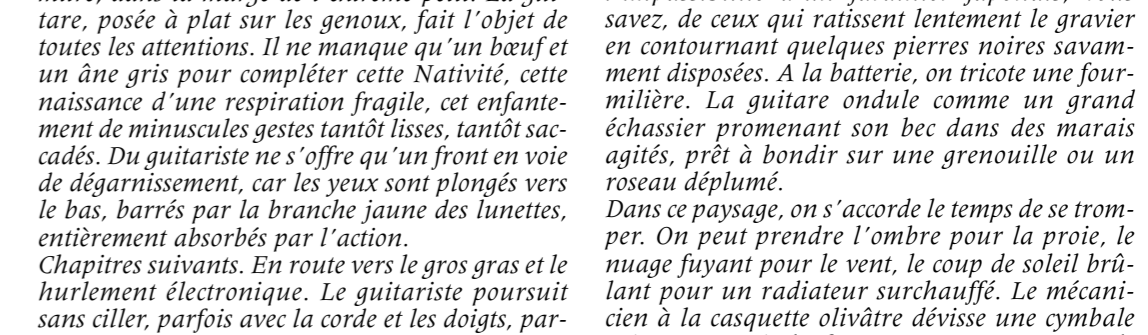 tare, posée à plat sur les genoux, fait l'objet de
toutes les attentions. Il ne manque qu'un bœuf et
un âne gris pour compléter cette Nativité, cette
naissance d'une respiration fragile, cet enfante-
ment de minuscules gestes tantôt lisses, tantôt sac-
cadés. Du guitariste ne s'offre qu'un front en voie
de dégarnissement, car les yeux sont plongés vers
le bas, barrés par la branche jaune des lunettes,
entièrement absorbés par l'action.
Chapitres suivants. En route vers le gros gras et le
hurlement électronique. Le guitariste poursuit
sans ciller, parfois avec la corde et les doigts, par-
savez, de ceux qui ratissent lentement le gravier
en contournant quelques pierres noires savam-
ment disposées. A la batterie, on tricote une four-
milière. La guitare ondule comme un grand
échassier promenant son bec dans des marais
agités, prêt à bondir sur une grenouille ou un
roseau déplumé.
Dans ce paysage, on s'accorde le temps de se trom-
per. On peut prendre l'ombre pour la proie, le
nuage fuyant pour le vent, le coup de soleil brû-
lant pour un radiateur surchauffé. Le mécani-
cien à la casquette olivâtre dévisse une cymbale